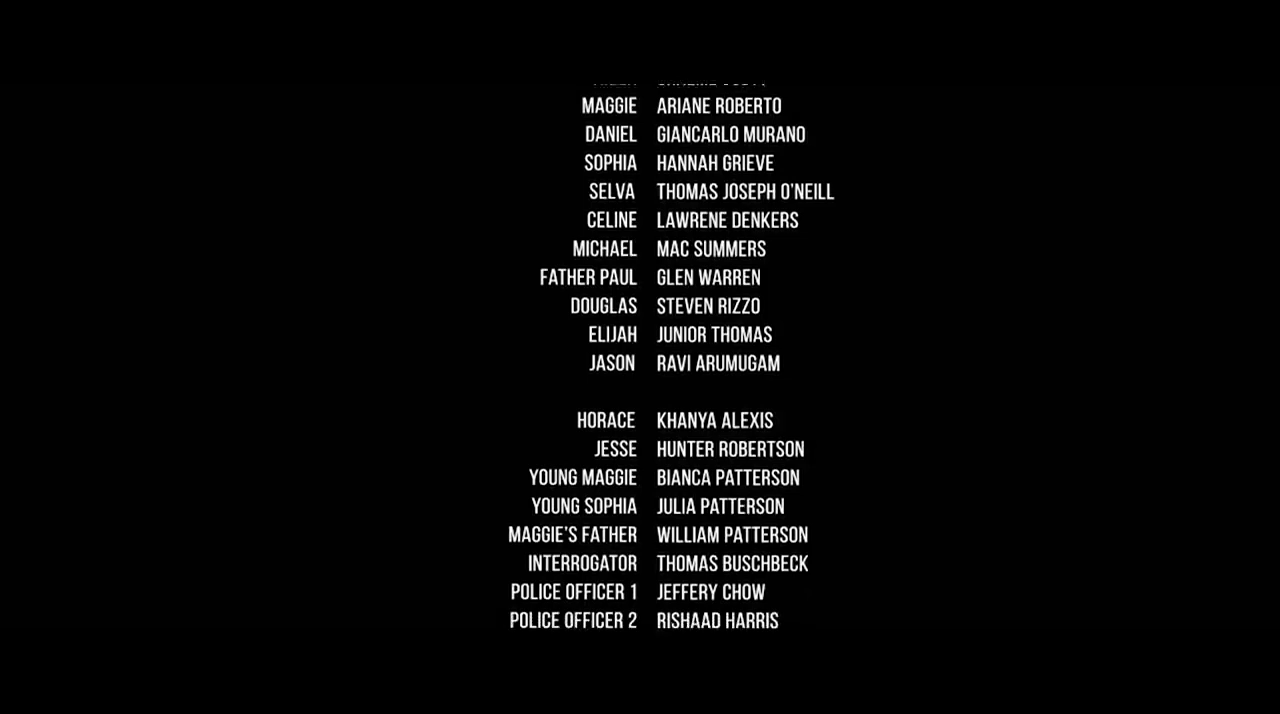 MAGGIE ARIANE ROBERTO
DANIEL GIANCARLO MURANO
SOPHIA HANNAH GRIEVE
SELVA THOMAS JOSEPH O'NEILL
CELINE LAWRENE DENKERS
MICHAEL MAC SUMMERS
FATHER PAUL GLEN WARREN
DOUGLAS STEVEN RIZZO
ELIJAH JUNIOR THOMAS
JASON RAVI ARUMUGAM
HORACE KHANYA ALEXIS
JESSE HUNTER ROBERTSON
YOUNG MAGGIE BIANCA PATTERSON
YOUNG SOPHIA JULIA PATTERSON
MAGGIE'S FATHER WILLIAM PATTERSON
INTERROGATOR THOMAS BUSCHBECK
POLICE OFFICER 1 JEFFERY CHOW
POLICE OFFICER 2 RISHAAD HARRIS